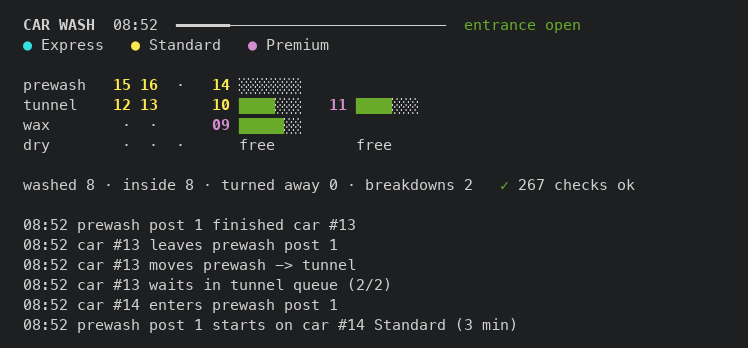 CAR WASH 08:52 entrance open
● Express ● Standard ● Premium
prewash 15 16 · 14
tunnel 12 13 10 11
wax · · 09
dry · · · free free
washed 8 · inside 8 · turned away 0 · breakdowns 2 ✓ 267 checks ok
08:52 prewash post 1 finished car #13
08:52 car #13 leaves prewash post 1
08:52 car #13 moves prewash —> tunnel
08:52 car #13 waits in tunnel queue (2/2)
08:52 car #14 enters prewash post 1
08:52 prewash post 1 starts on car #14 Standard (3 min)